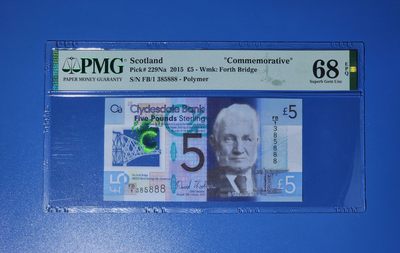 PMG
PAPER MONEY GUARANTY
Scotland "Commemorative"
Pick# 229Na 2015 £5 - Wmk: Forth Bridge
S/N FB/1 385888 - Polymer
68 EPQ
Superb Gem Unc
Clydesdale Bank
Five Pounds Sterling
£5
5
FB/1 385888
£5
FB/1 385888
£5